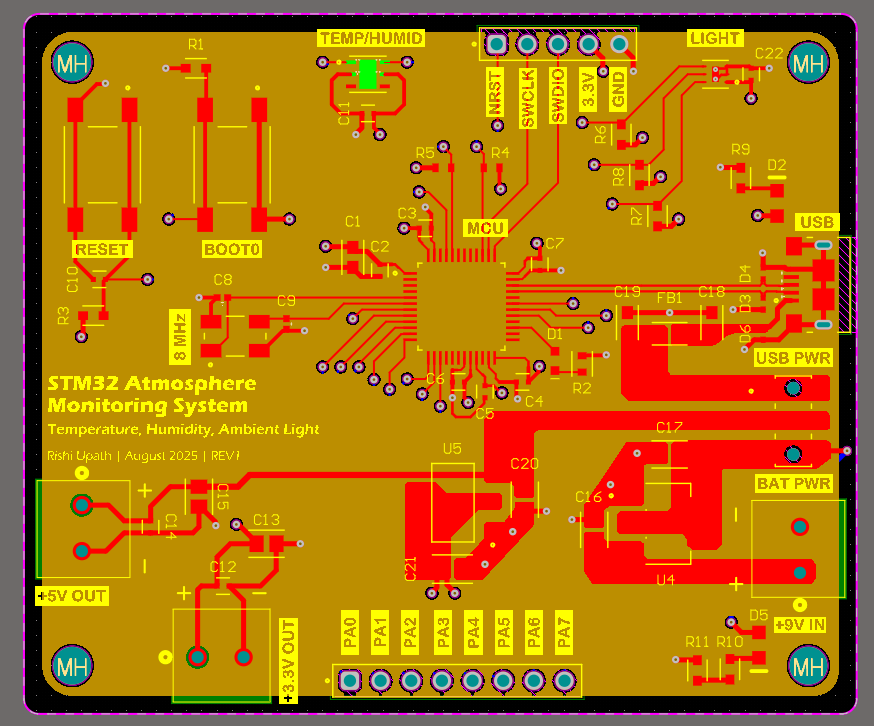 TEMP/HUMID
LIGHT
R1
MH
MH
C22
NRST
SWCLK
SWDIO
3.3V
GND
C11
R6
R5
R4
R9
D2
R8
R7
C3
MCU
USB
RESET
BOOT0
C1
C2
C7
C10
C8
D4
C19
FB1
C18
D3
C9
R3
8 MHz
D1
D6
USB PWR
R2
STM32 Atmosphere
Monitoring System
C6
C5
C4
Temperature, Humidity, Ambient Light
C17
Rishi Upath | August 2025 | REV1
U5
C20
BAT PWR
+
C15
C16
C13
C14
-
-
C21
C12
U4
+
+5V OUT
+
-
+9V IN
PA0
PA1
PA2
PA3
PA4
PA5
PA6
PA7
D5
+3.3V OUT
R11
R10
MH
MH